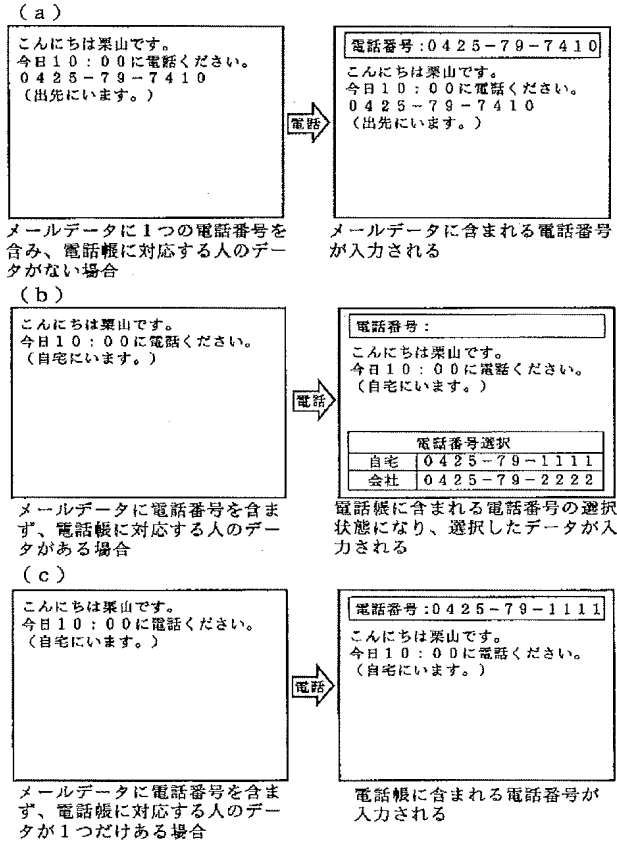 (a)
こんにちは栗山です。
今日10:00に電話ください。
0425-79-7410
(出先にいます。)
電話
電話番号:0425-79-7410
こんにちは栗山です。
今日10:00に電話ください。
0425-79-7410
(出先にいます。)
メールデータに1つの電話番号を
含み、電話帳に対応する人のデー
タがない場合
メールデータに含まれる電話番号
が入力される
(b)
こんにちは栗山です。
今日10:00に電話ください。
(自宅にいます。)
電話
電話番号:
こんにちは栗山です。
今日10:00に電話ください。
(自宅にいます。)
電話番号選択
自宅 0425-79-1111
会社 0425-79-2222
メールデータに電話番号を含ま
ず、電話帳に対応する人のデー
タがある場合
電話帳に含まれる電話番号の選択
状態になり、選択したデータが入
力される
(c)
こんにちは栗山です。
今日10:00に電話ください。
(自宅にいます。)
電話
電話番号:0425-79-1111
こんにちは栗山です。
今日10:00に電話ください。
(自宅にいます。)
メールデータに電話番号を含ま
ず、電話帳に対応する人のデー
タが1つだけある場合
電話帳に含まれる電話番号が
入力される